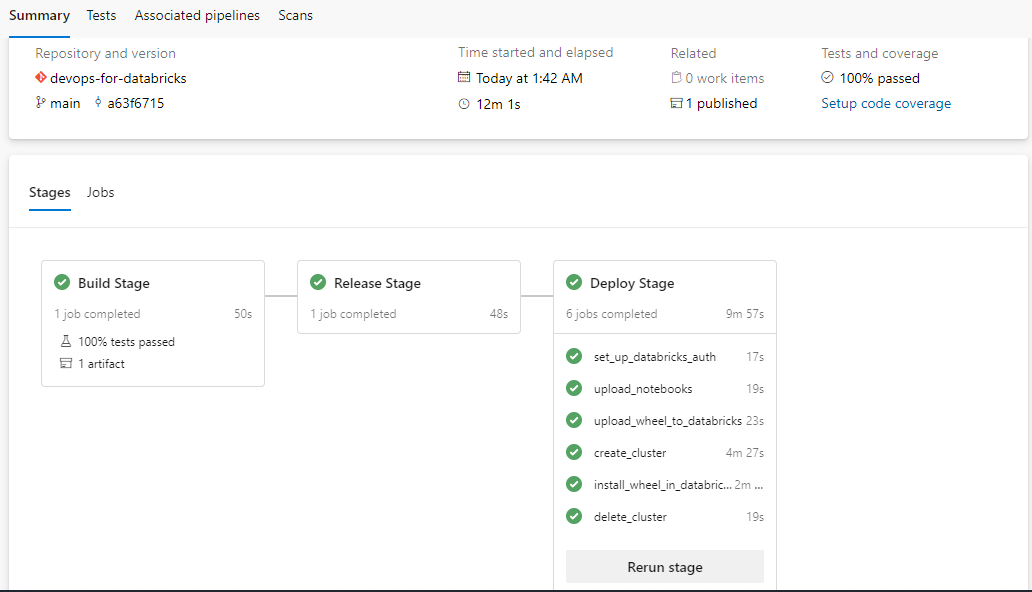 Summary Tests Associated pipelines Scans
Repository and version Time started and elapsed Related Tests and coverage
devops-for-databricks Today at 1:42 AM 0 work items 100% passed
main a63f6715 12m 1s 1 published Setup code coverage
Stages Jobs
Build Stage Release Stage Deploy Stage
1 job completed 50s 1 job completed 48s 6 jobs completed 9m 57s
100% tests passed
1 artifact
set_up_databricks_auth 17s
upload_notebooks 19s
upload_wheel_to_databricks 23s
create_cluster 4m 27s
install_wheel_in_databric... 2m ...
delete_cluster 19s
Rerun stage